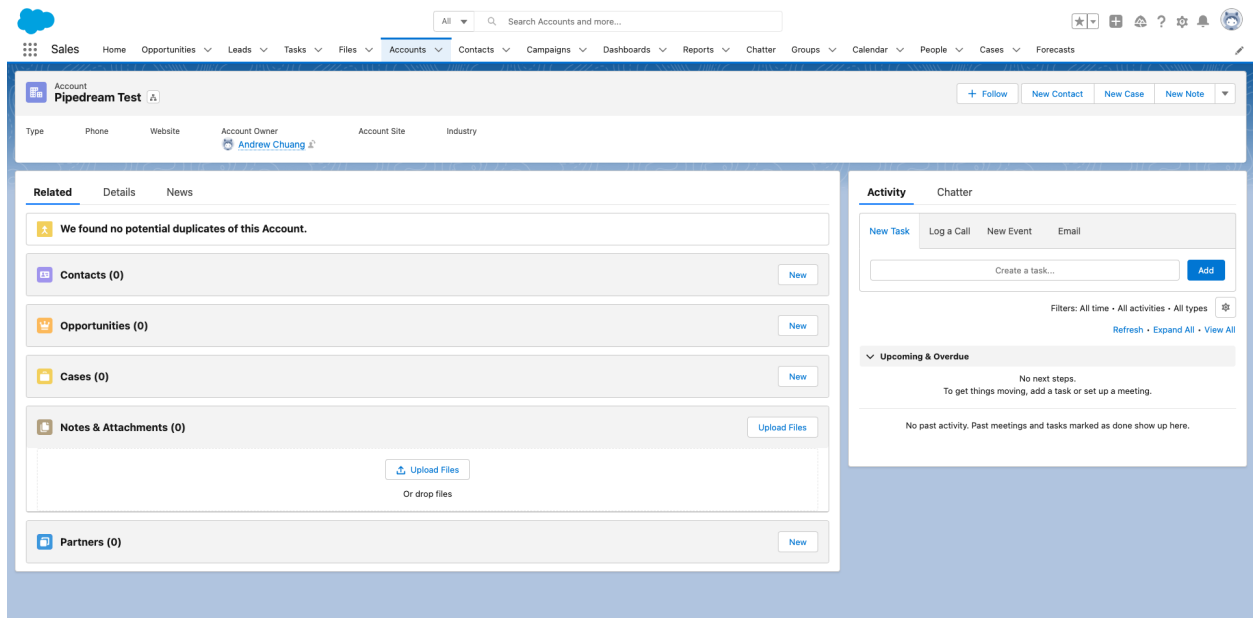 All
Search Accounts and more...
Sales Home Opportunities Leads Tasks Files Accounts Contacts Campaigns Dashboards Reports Chatter Groups Calendar People Cases Forecasts
Account
Pipedream Test
+ Follow New Contact New Case New Note
Type Phone Website Account Owner Account Site Industry
Andrew Chuang
Related Details News
We found no potential duplicates of this Account.
Contacts (0) New
Opportunities (0) New
Cases (0) New
Notes & Attachments (0) Upload Files
Upload Files
Or drop files
Partners (0) New
Activity Chatter
New Task Log a Call New Event Email
Create a task... Add
Filters: All time • All activities • All types
Refresh • Expand All • View All
Upcoming & Overdue
No next steps.
To get things moving, add a task or set up a meeting.
No past activity. Past meetings and tasks marked as done show up here.